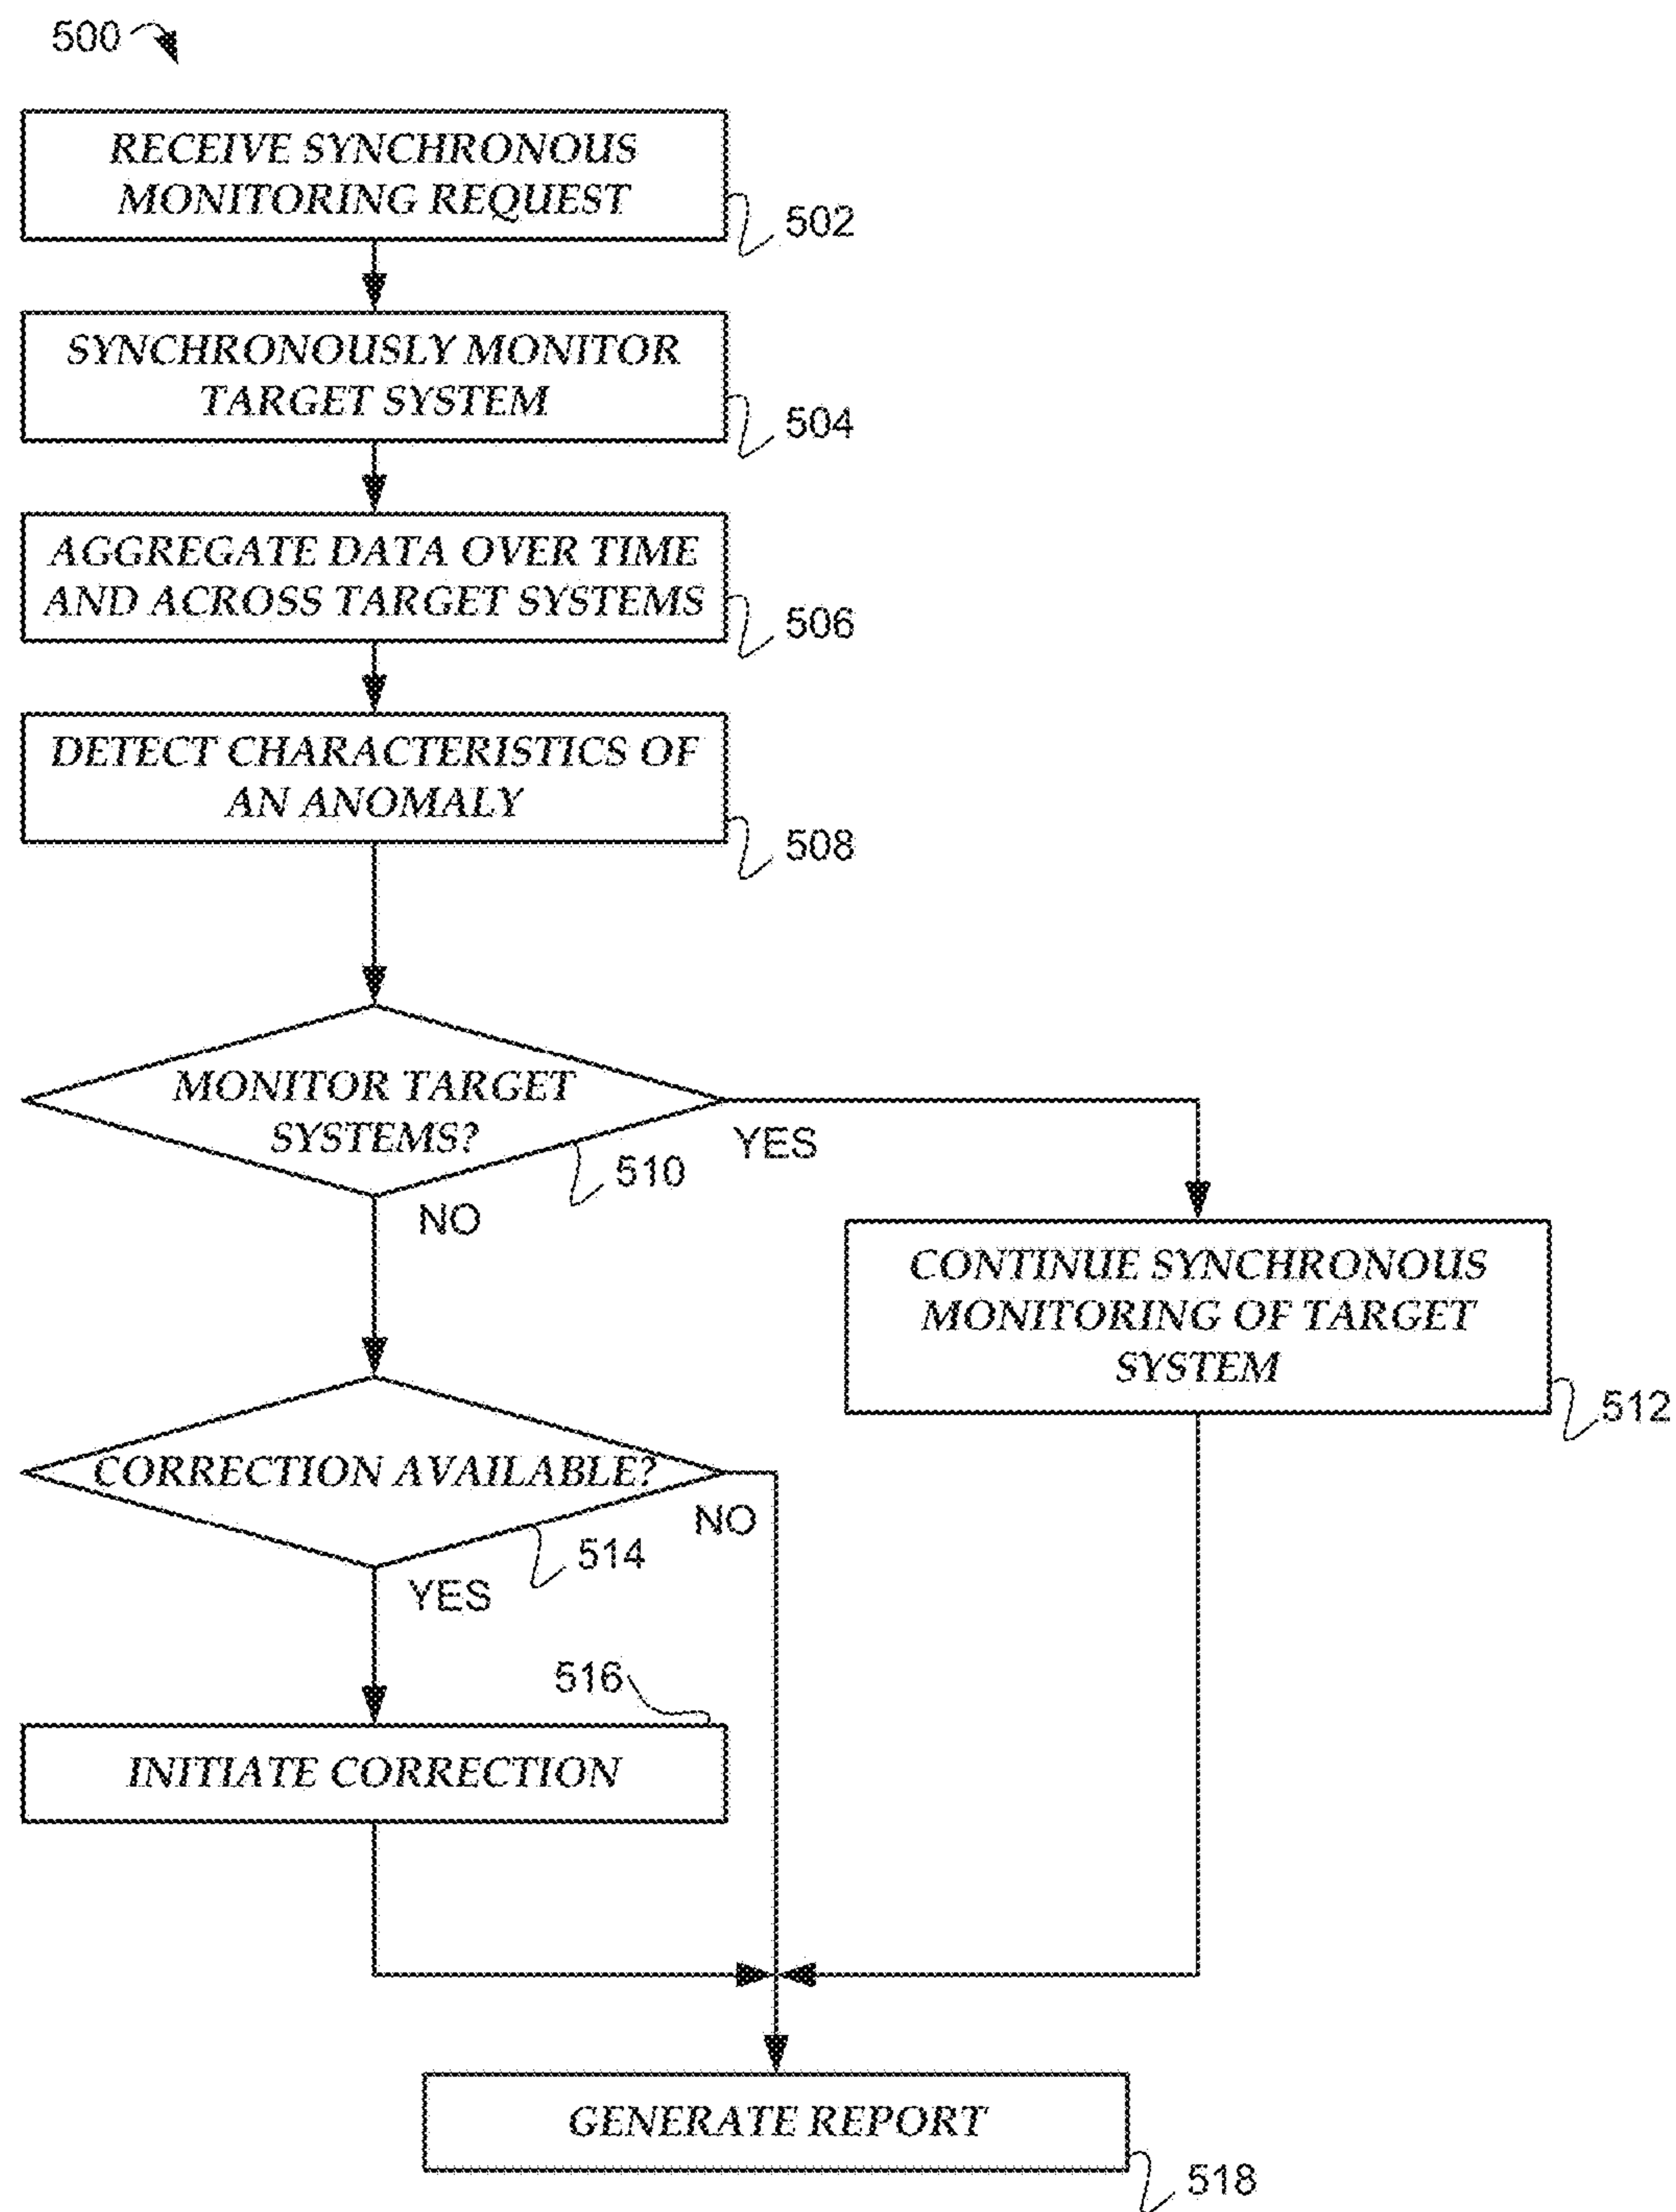 500
RECEIVE SYNCHRONOUS
MONITORING REQUEST
502
SYNCHRONOUSLY MONITOR
TARGET SYSTEM
504
AGGREGATE DATA OVER TIME
AND ACROSS TARGET SYSTEMS
506
DETECT CHARACTERISTICS OF
AN ANOMALY
508
MONITOR TARGET
SYSTEMS?
510
YES
NO
CONTINUE SYNCHRONOUS
MONITORING OF TARGET
SYSTEM
512
CORRECTION AVAILABLE?
514
NO
YES
516
INITIATE CORRECTION
GENERATE REPORT
518